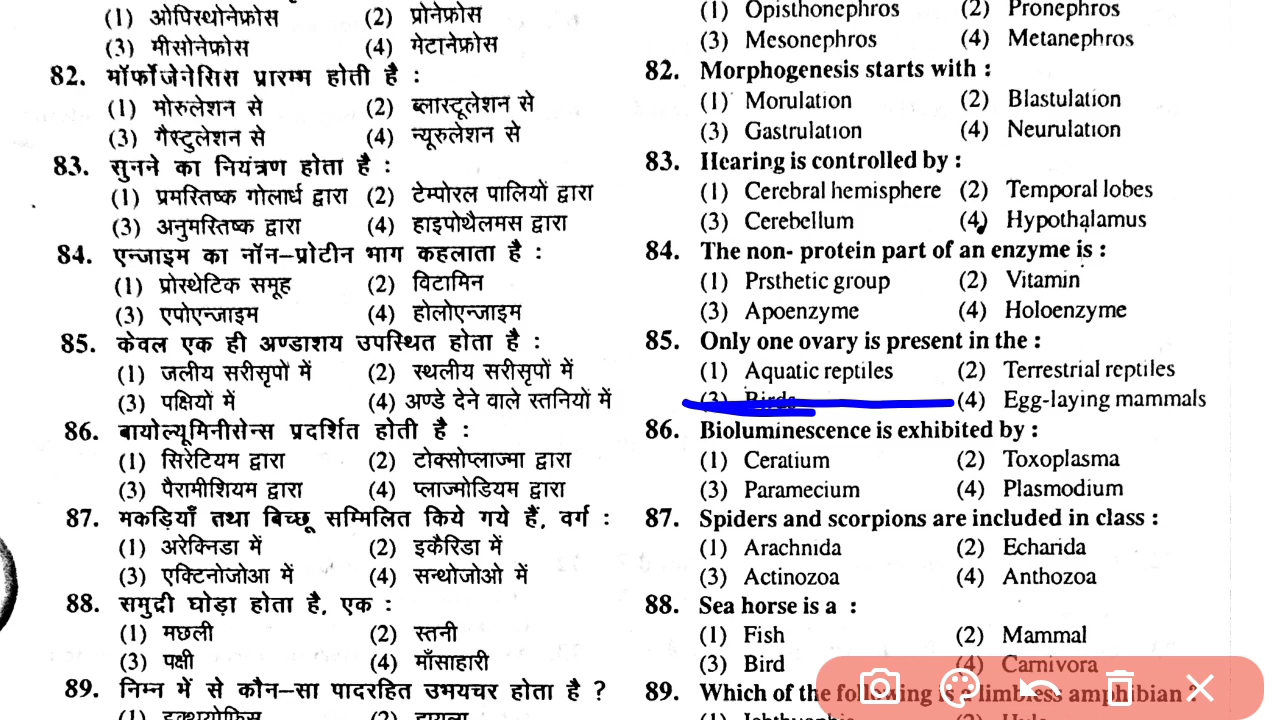 (1) ओपिस्थोनेफ्रोस (2) प्रोनेफ्रोस
(3) मीसोनेफ्रोस (4) मेटानेफ्रोस
82. मॉर्फोजेनेसिस प्रारम्भ होती है :
(1) मोरुलेशन से (2) ब्लास्टूलेशन से
(3) गैस्टुलेशन से (4) न्यूरुलेशन से
83. सुनने का नियंत्रण होता है :
(1) प्रमस्तिष्क गोलार्ध द्वारा (2) टेम्पोरल पालियों द्वारा
(3) अनुमस्तिष्क द्वारा (4) हाइपोथैलमस द्वारा
84. एन्जाइम का नॉन–प्रोटीन भाग कहलाता है :
(1) प्रोस्थेटिक समूह (2) विटामिन
(3) एपोएन्जाइम (4) होलोएन्जाइम
85. केवल एक ही अण्डाशय उपस्थित होता है :
(1) जलीय सरीसृपों में (2) स्थलीय सरीसृपों में
(3) पक्षियों में (4) अण्डे देने वाले स्तनियों में
86. बायोल्यूमिनीसेन्स प्रदर्शित होती है :
(1) सिरेटियम द्वारा (2) टोक्सोप्लाज्मा द्वारा
(3) पैरामीशियम द्वारा (4) प्लाज्मोडियम द्वारा
87. मकड़ियाँ तथा बिच्छू सम्मिलित किये गये हैं, वर्ग :
(1) अरेक्निडा में (2) इकैरिडा में
(3) एक्टिनोजोआ में (4) सन्थोजोओ में
88. समुद्री घोड़ा होता है, एक :
(1) मछली (2) स्तनी
(3) पक्षी (4) माँसाहारी
89. निम्न में से कौन–सा पादरहित उभयचर होता है ?
(1) Opisthonephros (2) Pronephros
(3) Mesonephros (4) Metanephros
82. Morphogenesis starts with :
(1) Morulation (2) Blastulation
(3) Gastrulation (4) Neurulation
83. Hearing is controlled by :
(1) Cerebral hemisphere (2) Temporal lobes
(3) Cerebellum (4) Hypothalamus
84. The non- protein part of an enzyme is :
(1) Prsthetic group (2) Vitamin
(3) Apoenzyme (4) Holoenzyme
85. Only one ovary is present in the :
(1) Aquatic reptiles (2) Terrestrial reptiles
(3) Birds (4) Egg-laying mammals
86. Bioluminescence is exhibited by :
(1) Ceratium (2) Toxoplasma
(3) Paramecium (4) Plasmodium
87. Spiders and scorpions are included in class :
(1) Arachnida (2) Echarida
(3) Actinozoa (4) Anthozoa
88. Sea horse is a :
(1) Fish (2) Mammal
(3) Bird (4) Carnivora
89. Which of the following is a limbless amphibian ?